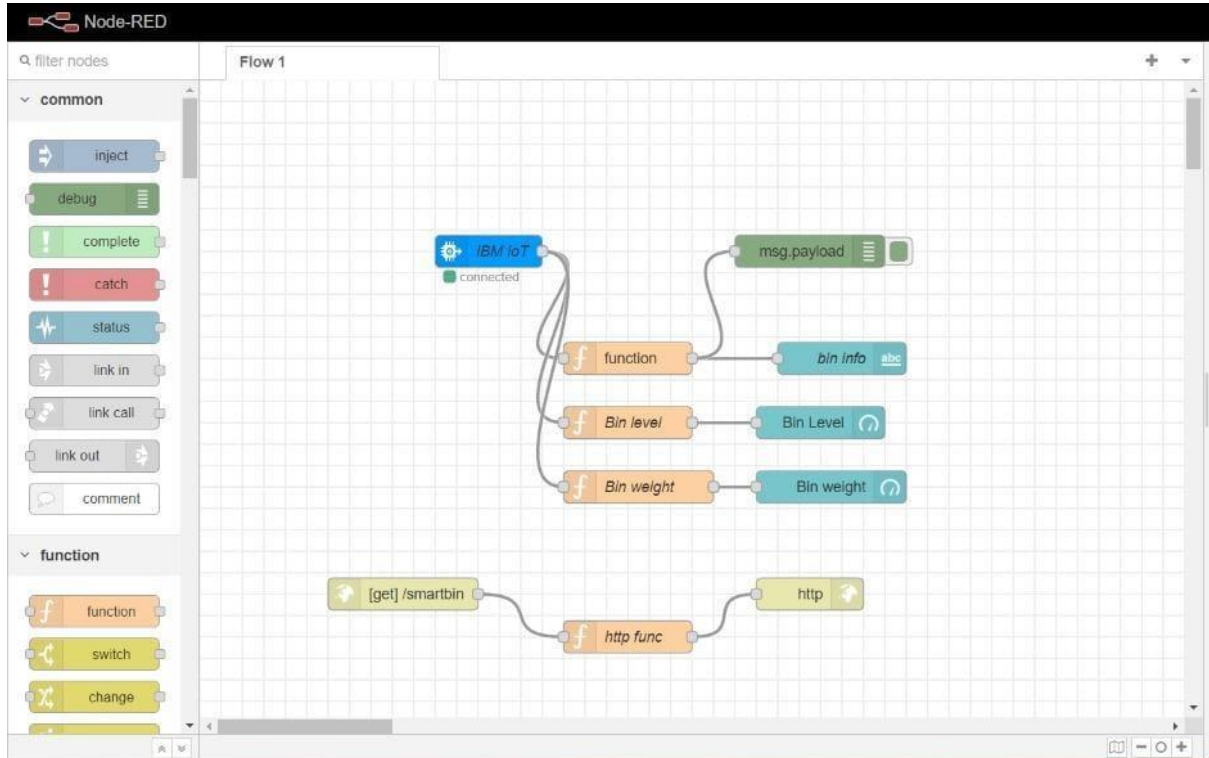 Node-RED
filter nodes
Flow 1
common
inject
debug
complete
catch
status
link in
link call
link out
comment
function
function
switch
change
IBM IoT
connected
msg.payload
function
bin info
abc
Bin level
Bin Level
Bin weight
Bin weight
[get] /smartbin
http
http func